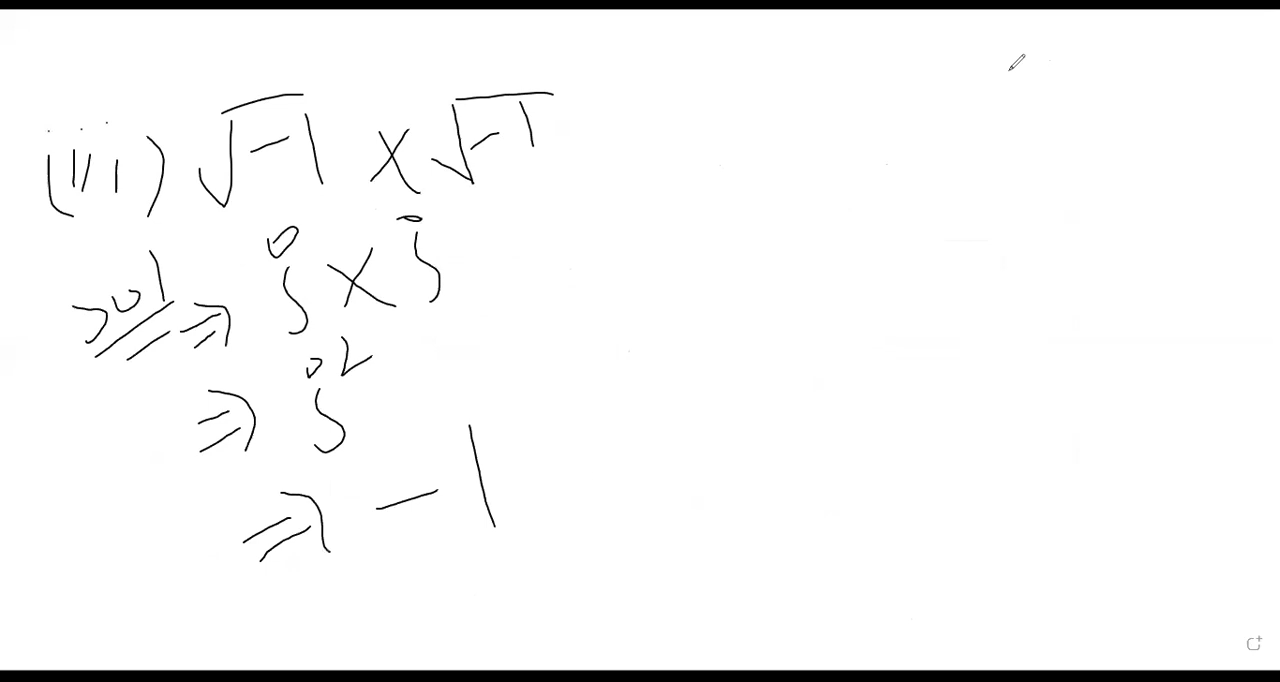 (iii) √-1 × √-1
sol ⇒ i × i
⇒ i²
⇒ -1